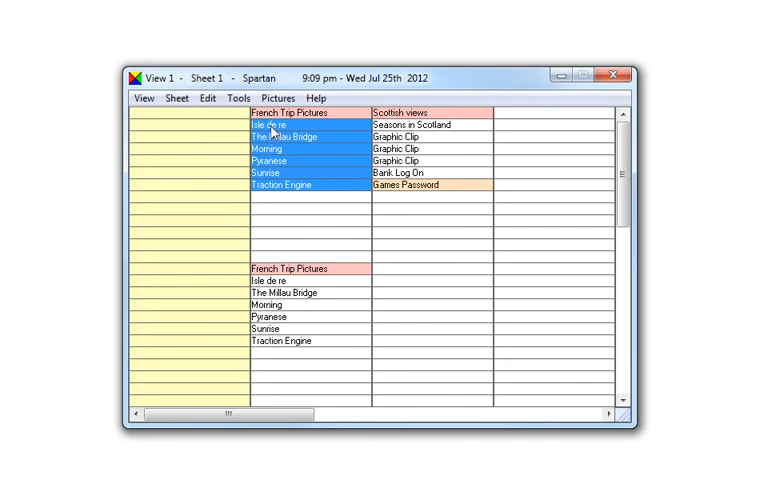 View 1 - Sheet 1 - Spartan 9:09 pm - Wed Jul 25th 2012
View Sheet Edit Tools Pictures Help
French Trip Pictures Scottish views
Isle de re Seasons in Scotland
The Millau Bridge Graphic Clip
Morning Graphic Clip
Pyranese Graphic Clip
Sunrise Bank Log On
Traction Engine Games Password
French Trip Pictures
Isle de re
The Millau Bridge
Morning
Pyranese
Sunrise
Traction Engine